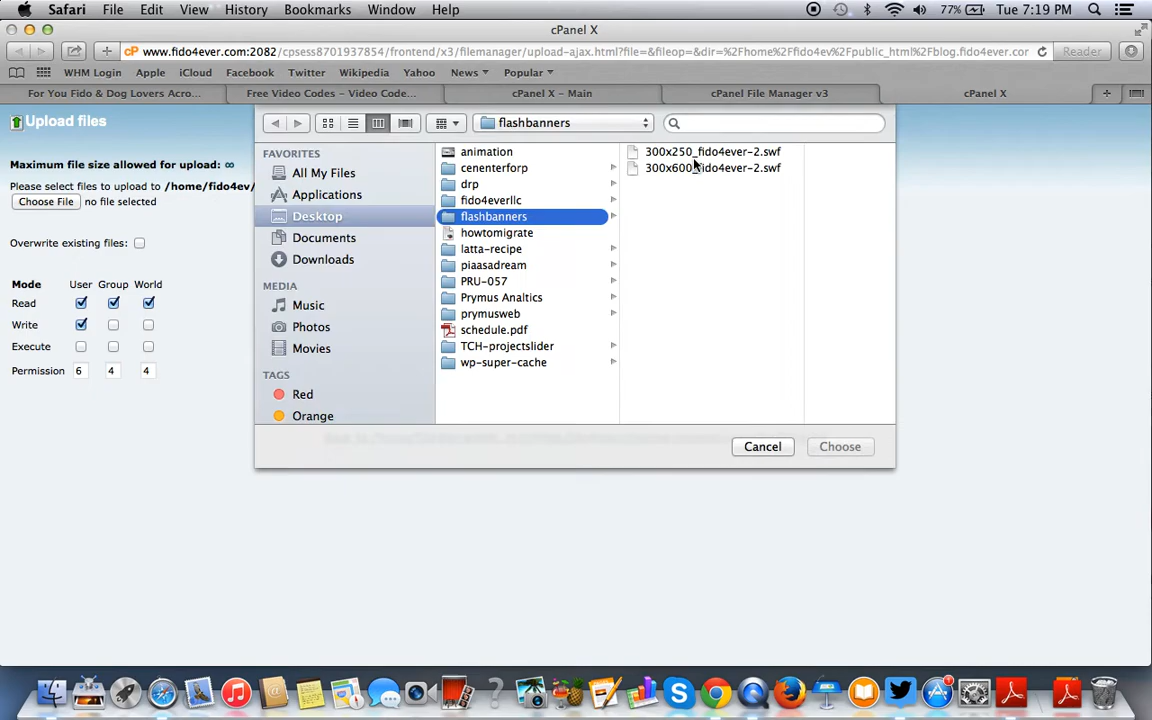 Safari File Edit View History Bookmarks Window Help 77% Tue 7:19 PM
cPanel X
www.fido4ever.com:2082/cpsess8701937854/frontend/x3/filemanager/upload-ajax.html?file=&fileop=&dir=%2Fhome%2Ffido4ev%2Fpublic_html%2Fblog.fido4ever.cor Reader
WHM Login Apple iCloud Facebook Twitter Wikipedia Yahoo News Popular
For You Fido & Dog Lovers Acro... Free Video Codes – Video Code... cPanel X – Main cPanel File Manager v3 cPanel X
Upload files
Maximum file size allowed for upload: ∞
Please select files to upload to /home/fido4ev/
Choose File no file selected
Overwrite existing files:
Mode User Group World
Read
Write
Execute
Permission 6 4 4
flashbanners
FAVORITES
All My Files
Applications
Desktop
Documents
Downloads
MEDIA
Music
Photos
Movies
TAGS
Red
Orange
animation
cenenterforp
drp
fido4everllc
flashbanners
howtomigrate
latta-recipe
piaasadream
PRU-057
Prymus Analtics
prymusweb
schedule.pdf
TCH-projectslider
wp-super-cache
300x250_fido4ever-2.swf
300x600_fido4ever-2.swf
Cancel Choose